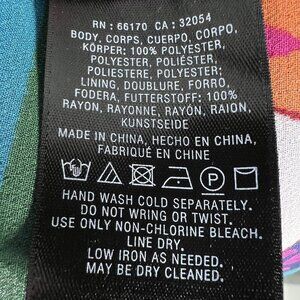 RN : 66170 CA : 32054
BODY, CORPS, CUERPO, CORPO,
KÖRPER: 100% POLYESTER,
POLYESTER, POLIÉSTER,
POLIESTERE, POLYESTER;
LINING, DOUBLURE, FORRO,
FODERA, FUTTERSTOFF: 100%
RAYON, RAYONNE, RAYÓN, RAION,
KUNSTSEIDE
MADE IN CHINA, HECHO EN CHINA,
FABRIQUÉ EN CHINE
P
HAND WASH COLD SEPARATELY.
DO NOT WRING OR TWIST.
USE ONLY NON-CHLORINE BLEACH.
LINE DRY.
LOW IRON AS NEEDED.
MAY BE DRY CLEANED.